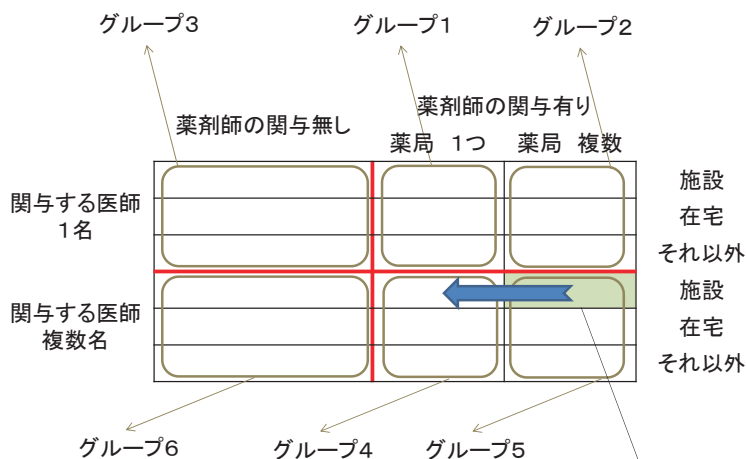 グループ3
グループ1
グループ2
薬剤師の関与無し
薬剤師の関与有り
薬局 1つ
薬局 複数
関与する医師
1名
施設
在宅
それ以外
関与する医師
複数名
施設
在宅
それ以外
グループ6
グループ4
グループ5